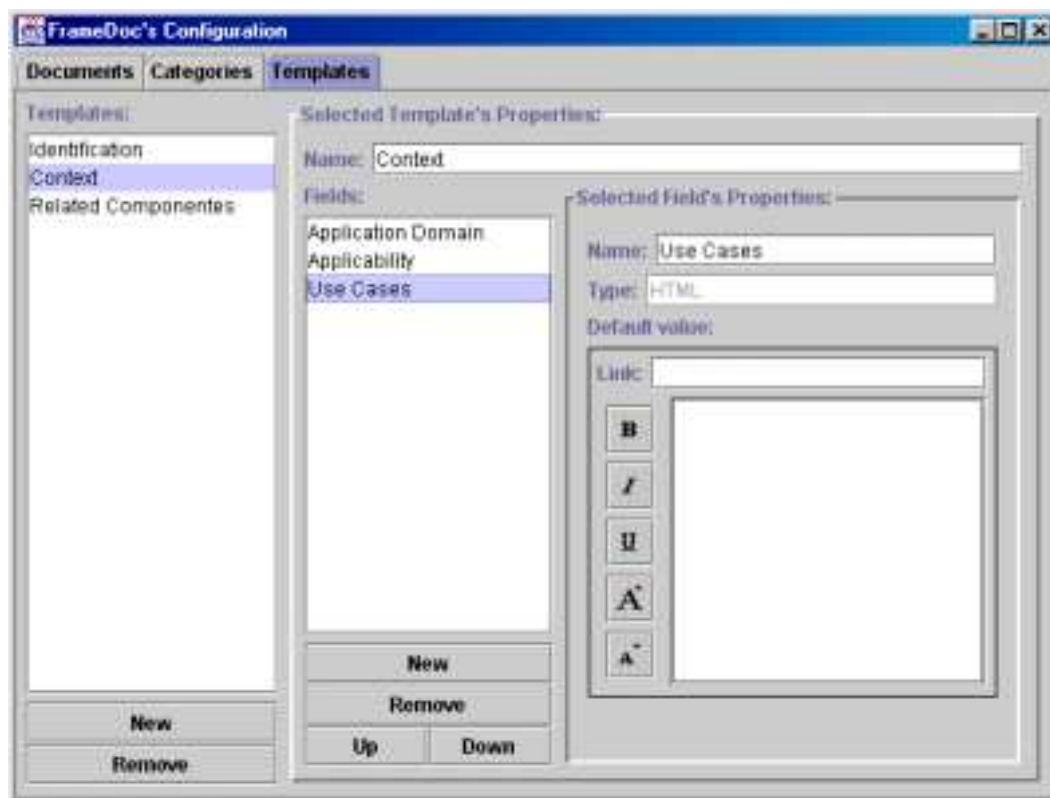 FrameDoc's Configuration
Documents Categories Templates
Templates:
Identification
Context
Related Componentes
New
Remove
Selected Template's Properties:
Name: Context
Fields:
Application Domain
Applicability
Use Cases
New
Remove
Up Down
Selected Field's Properties:
Name: Use Cases
Type: HTML
Default value:
Link:
B
I
U
A+
A-